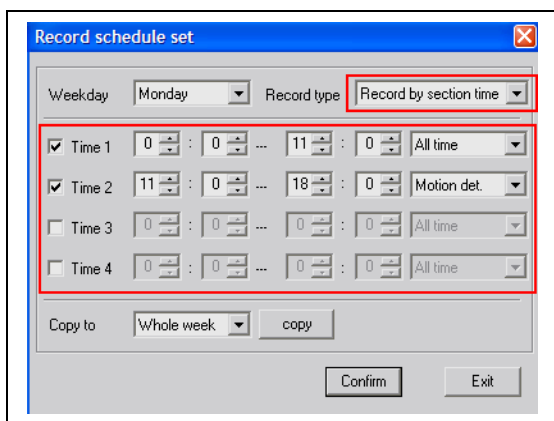 Record schedule set
Weekday Monday Record type Record by section time
Time 1 0 : 0 ... 11 : 0 All time
Time 2 11 : 0 ... 18 : 0 Motion det.
Time 3 0 : 0 ... 0 : 0 All time
Time 4 0 : 0 ... 0 : 0 All time
Copy to Whole week copy
Confirm Exit